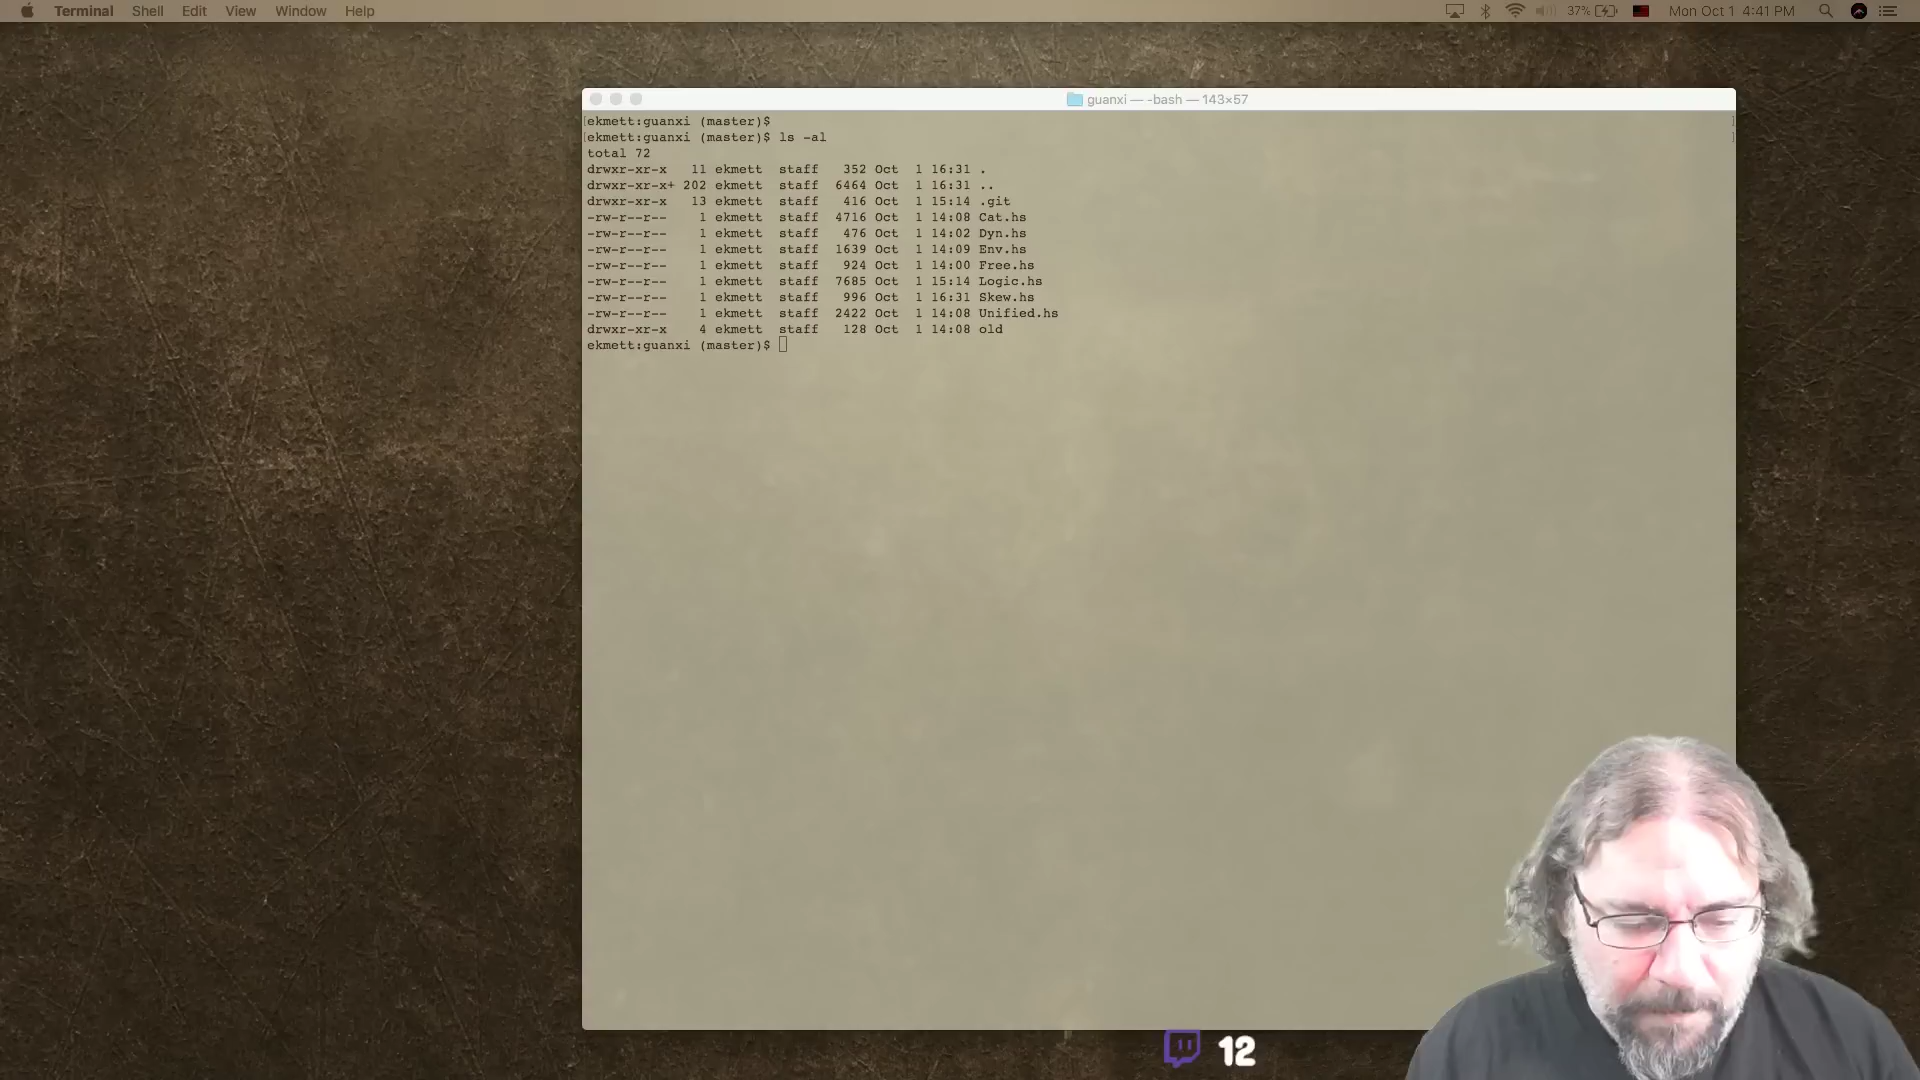 Terminal Shell Edit View Window Help 37% Mon Oct 1 4:41 PM
guanxi — -bash — 143×57
[ekmett:guanxi (master)$ ]
[ekmett:guanxi (master)$ ls -al ]
total 72
drwxr-xr-x 11 ekmett staff 352 Oct 1 16:31 .
drwxr-xr-x+ 202 ekmett staff 6464 Oct 1 16:31 ..
drwxr-xr-x 13 ekmett staff 416 Oct 1 15:14 .git
-rw-r--r-- 1 ekmett staff 4716 Oct 1 14:08 Cat.hs
-rw-r--r-- 1 ekmett staff 476 Oct 1 14:02 Dyn.hs
-rw-r--r-- 1 ekmett staff 1639 Oct 1 14:09 Env.hs
-rw-r--r-- 1 ekmett staff 924 Oct 1 14:00 Free.hs
-rw-r--r-- 1 ekmett staff 7685 Oct 1 15:14 Logic.hs
-rw-r--r-- 1 ekmett staff 996 Oct 1 16:31 Skew.hs
-rw-r--r-- 1 ekmett staff 2422 Oct 1 14:08 Unified.hs
drwxr-xr-x 4 ekmett staff 128 Oct 1 14:08 old
ekmett:guanxi (master)$
12